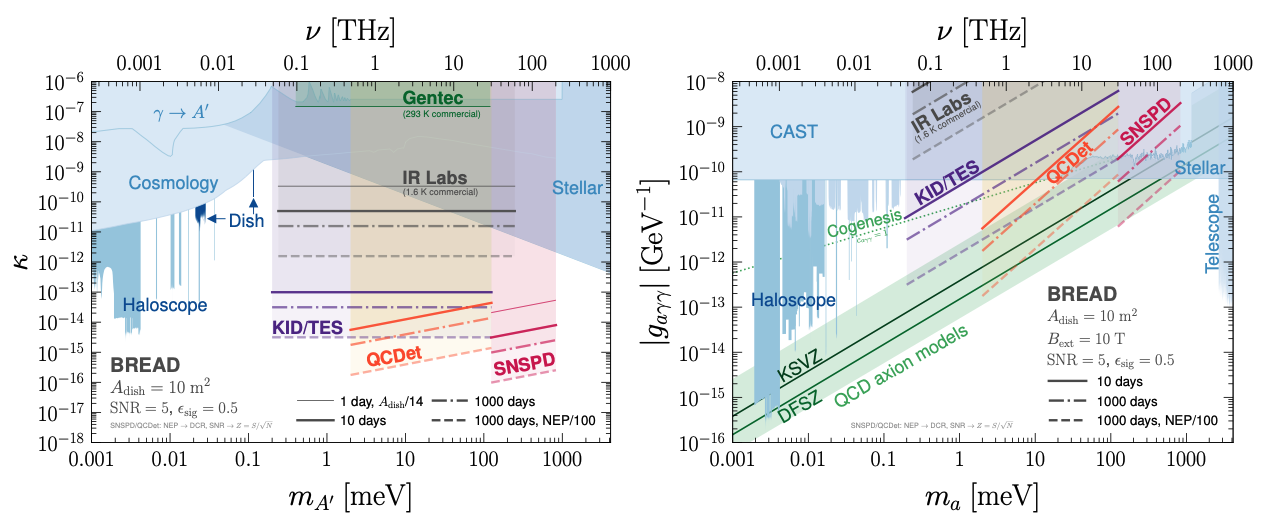 ν [THz]
0.001 0.01 0.1 1 10 100 1000
10⁻⁶
10⁻⁷
10⁻⁸
10⁻⁹
10⁻¹⁰
10⁻¹¹
10⁻¹²
10⁻¹³
10⁻¹⁴
10⁻¹⁵
10⁻¹⁶
10⁻¹⁷
10⁻¹⁸
κ
γ → A′
Gentec
(293 K commercial)
Cosmology
IR Labs
(1.6 K commercial)
Stellar
Dish
Haloscope
KID/TES
QCDet
SNSPD
BREAD
A_dish = 10 m²
SNR = 5, ϵ_sig = 0.5
SNSPD/QCDet: NEP → DCR, SNR → Z = S/√N
1 day, A_dish/14
10 days
1000 days
1000 days, NEP/100
0.001 0.01 0.1 1 10 100 1000
m_A′ [meV]
ν [THz]
0.001 0.01 0.1 1 10 100 1000
10⁻⁸
10⁻⁹
10⁻¹⁰
10⁻¹¹
10⁻¹²
10⁻¹³
10⁻¹⁴
10⁻¹⁵
10⁻¹⁶
|g_aγγ| [GeV⁻¹]
CAST
IR Labs
(1.6 K commercial)
KID/TES
QCDet
SNSPD
Stellar
Telescope
Cogenesis
Haloscope
KSVZ
DFSZ
QCD axion models
BREAD
A_dish = 10 m²
B_ext = 10 T
SNR = 5, ϵ_sig = 0.5
10 days
1000 days
1000 days, NEP/100
SNSPD/QCDet: NEP → DCR, SNR → Z = S/√N
0.001 0.01 0.1 1 10 100 1000
m_a [meV]